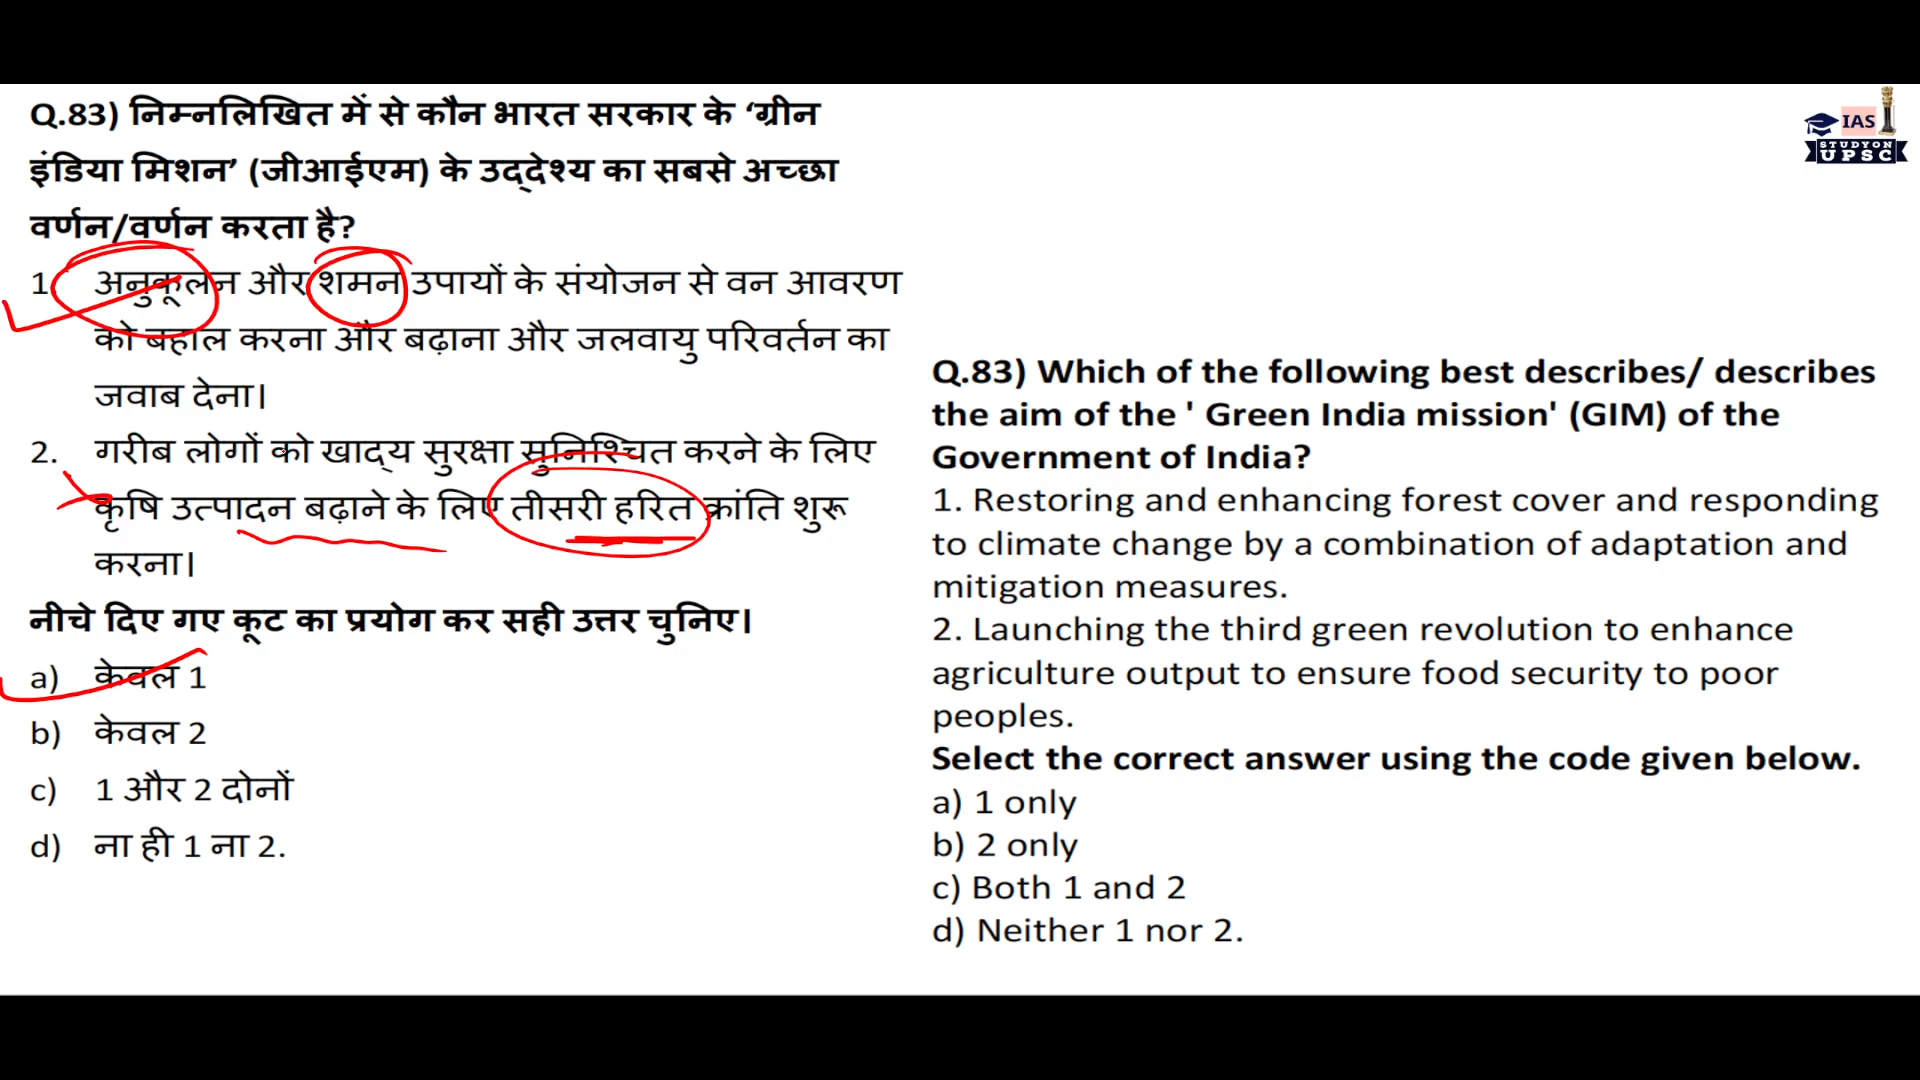 Q.83) निम्नलिखित में से कौन भारत सरकार के ‘ग्रीन
इंडिया मिशन’ (जीआईएम) के उद्देश्य का सबसे अच्छा
वर्णन/वर्णन करता है?
1. अनुकूलन और शमन उपायों के संयोजन से वन आवरण
को बहाल करना और बढ़ाना और जलवायु परिवर्तन का
जवाब देना।
2. गरीब लोगों को खाद्य सुरक्षा सुनिश्चित करने के लिए
कृषि उत्पादन बढ़ाने के लिए तीसरी हरित क्रांति शुरू
करना।
नीचे दिए गए कूट का प्रयोग कर सही उत्तर चुनिए।
a) केवल 1
b) केवल 2
c) 1 और 2 दोनों
d) ना ही 1 ना 2.
IAS
STUDYON
UPSC
Q.83) Which of the following best describes/ describes
the aim of the ' Green India mission' (GIM) of the
Government of India?
1. Restoring and enhancing forest cover and responding
to climate change by a combination of adaptation and
mitigation measures.
2. Launching the third green revolution to enhance
agriculture output to ensure food security to poor
peoples.
Select the correct answer using the code given below.
a) 1 only
b) 2 only
c) Both 1 and 2
d) Neither 1 nor 2.